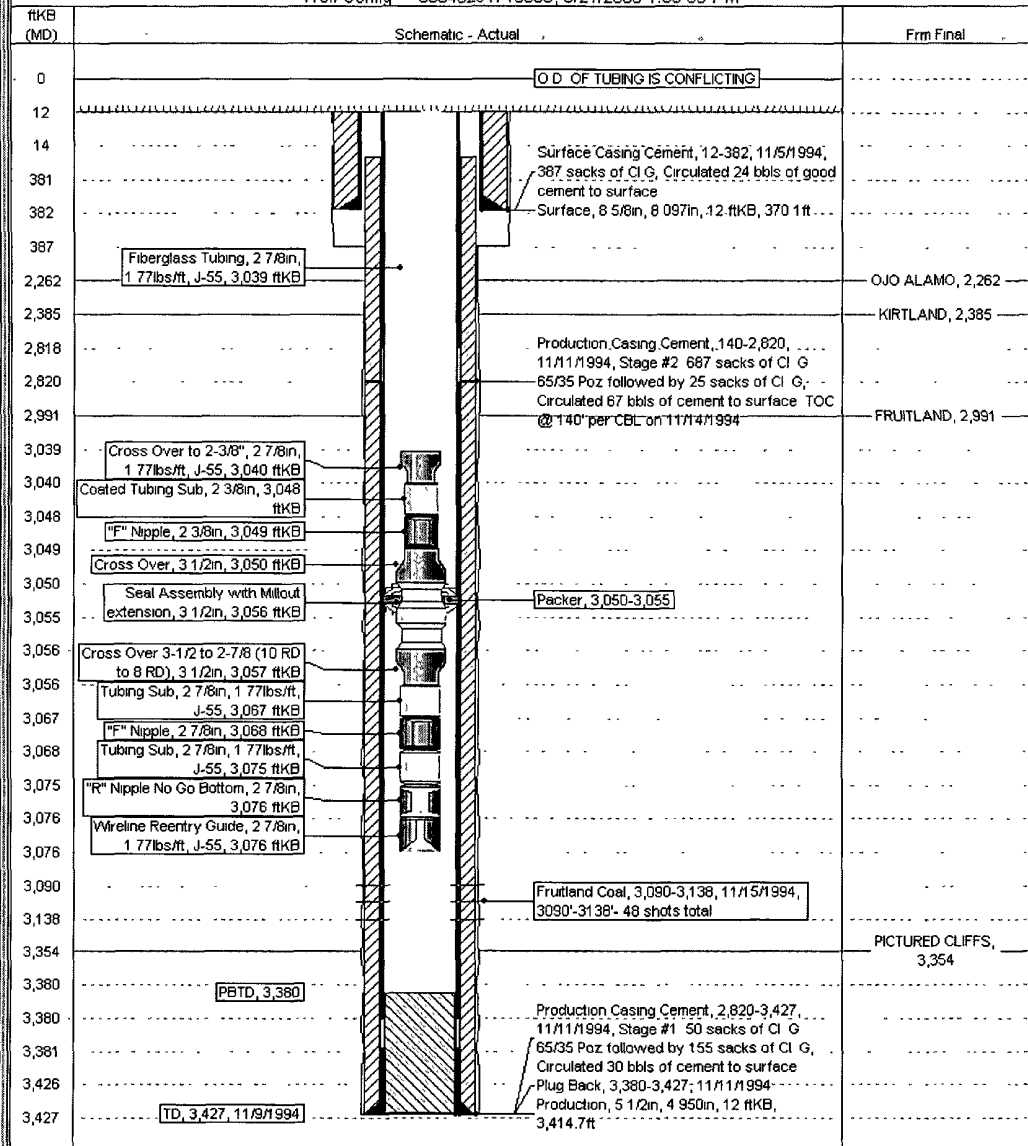 ftKB
(MD)
Schematic - Actual
Frm Final
0
12
14
381
382
387
2,262
2,385
2,818
2,820
2,991
3,039
3,040
3,048
3,049
3,050
3,055
3,056
3,056
3,067
3,068
3,075
3,076
3,076
3,090
3,138
3,354
3,380
3,380
3,381
3,426
3,427
O D OF TUBING IS CONFLICTING
Surface Casing Cement, 12-382, 11/5/1994,
387 sacks of Cl G, Circulated 24 bbls of good
cement to surface
Surface, 8 5/8in, 8 097in, 12 ftKB, 370 1ft
Fiberglass Tubing, 2 7/8in,
1 77lbs/ft, J-55, 3,039 ftKB
OJO ALAMO, 2,262
KIRTLAND, 2,385
Production Casing Cement, 140-2,820,
11/11/1994, Stage #2 687 sacks of Cl G
65/35 Poz followed by 25 sacks of Cl G,
Circulated 67 bbls of cement to surface TOC
@ 140' per CBL on 11/14/1994
FRUITLAND, 2,991
Cross Over to 2-3/8", 2 7/8in,
1 77lbs/ft, J-55, 3,040 ftKB
Coated Tubing Sub, 2 3/8in, 3,048
ftKB
"F" Nipple, 2 3/8in, 3,049 ftKB
Cross Over, 3 1/2in, 3,050 ftKB
Seal Assembly with Millout
extension, 3 1/2in, 3,056 ftKB
Packer, 3,050-3,055
Cross Over 3-1/2 to 2-7/8 (10 RD
to 8 RD), 3 1/2in, 3,057 ftKB
Tubing Sub, 2 7/8in, 1 77lbs/ft,
J-55, 3,067 ftKB
"F" Nipple, 2 7/8in, 3,068 ftKB
Tubing Sub, 2 7/8in, 1 77lbs/ft,
J-55, 3,075 ftKB
"R" Nipple No Go Bottom, 2 7/8in,
3,076 ftKB
Wireline Reentry Guide, 2 7/8in,
1 77lbs/ft, J-55, 3,076 ftKB
Fruitland Coal, 3,090-3,138, 11/15/1994,
3090'-3138'- 48 shots total
PICTURED CLIFFS,
3,354
PBTD, 3,380
Production Casing Cement, 2,820-3,427,
11/11/1994, Stage #1 50 sacks of Cl G
65/35 Poz followed by 155 sacks of Cl G,
Circulated 30 bbls of cement to surface
Plug Back, 3,380-3,427, 11/11/1994
Production, 5 1/2in, 4 950in, 12 ftKB,
3,414.7ft
TD, 3,427, 11/9/1994